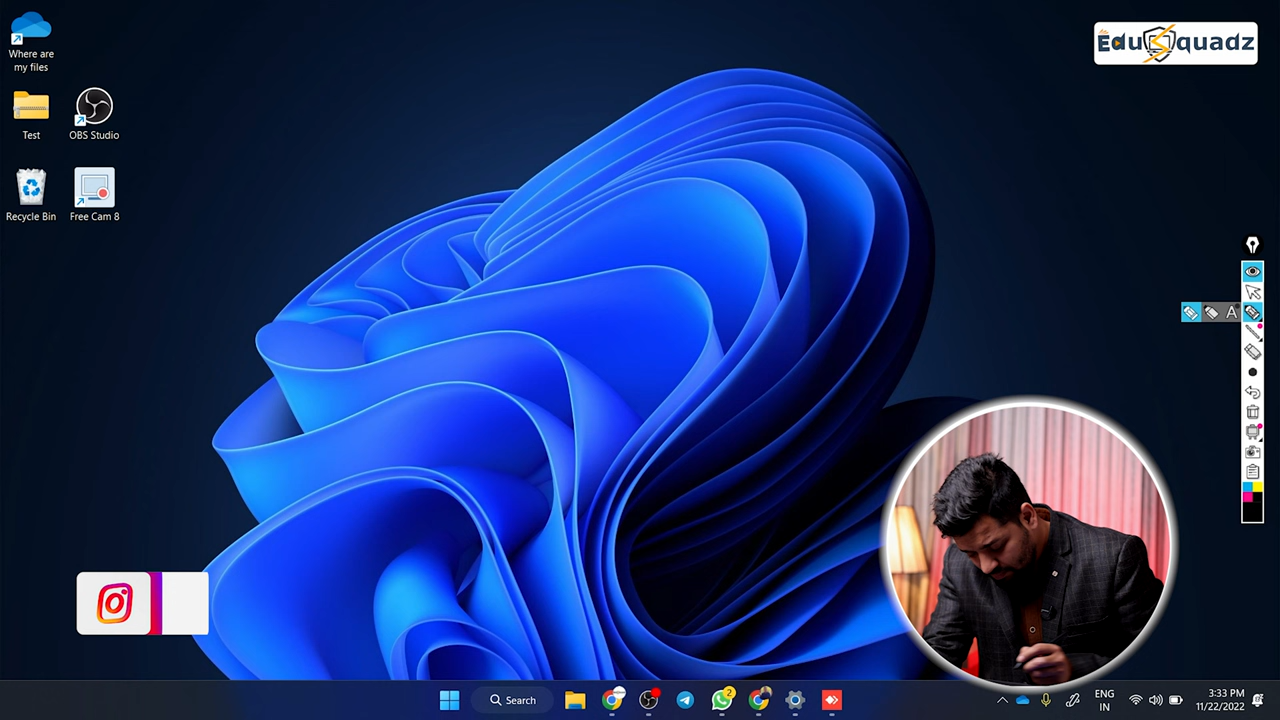 Where are
my files
EduSquadz
Test
OBS Studio
Recycle Bin
Free Cam 8
A
Search
2
ENG
IN
3:33 PM
11/22/2022